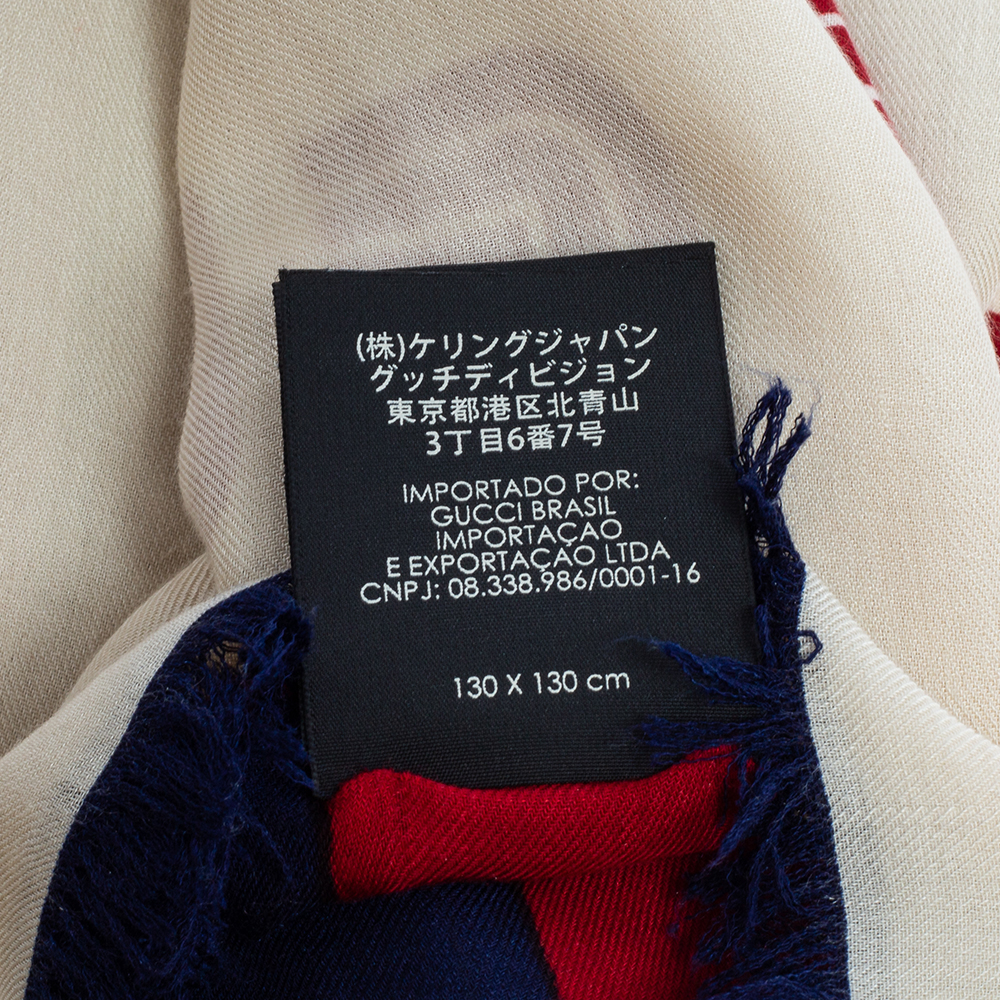 (株)ケリングジャパン
グッチディビジョン
東京都港区北青山
3丁目6番7号
IMPORTADO POR:
GUCCI BRASIL
IMPORTAÇAO
E EXPORTAÇAO LTDA
CNPJ: 08.338.986/0001-16
130 X 130 cm